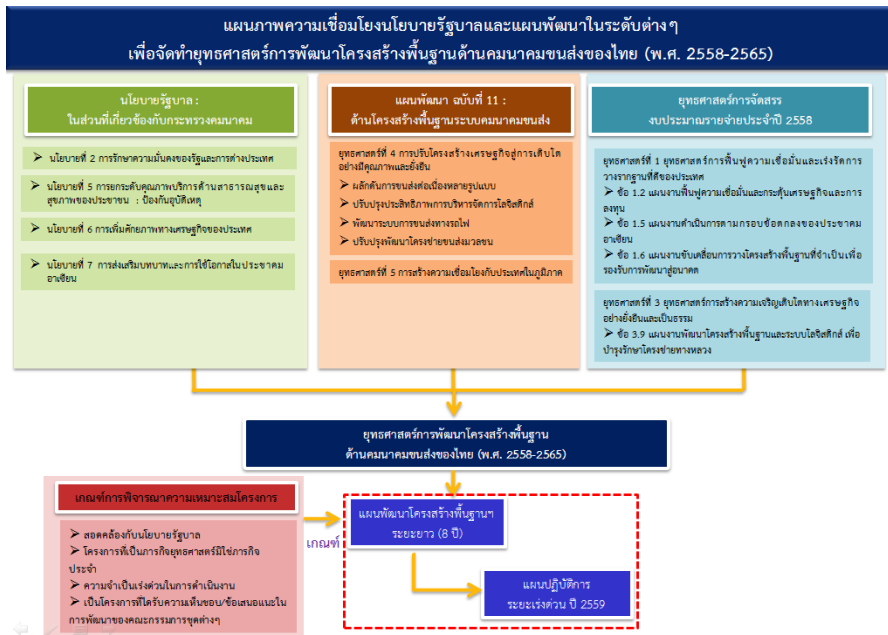 แผนภาพความเชื่อมโยงนโยบายรัฐบาลและแผนพัฒนาในระดับต่างๆ
เพื่อจัดทำยุทธศาสตร์การพัฒนาโครงสร้างพื้นฐานด้านคมนาคมขนส่งของไทย (พ.ศ. 2558-2565)
นโยบายรัฐบาล :
ในส่วนที่เกี่ยวข้องกับกระทรวงคมนาคม
➤ นโยบายที่ 2 การรักษาความมั่นคงของรัฐและการต่างประเทศ
➤ นโยบายที่ 5 การยกระดับคุณภาพบริการด้านสาธารณสุขและ
สุขภาพของประชาชน : ป้องกันอุบัติเหตุ
➤ นโยบายที่ 6 การเพิ่มศักยภาพทางเศรษฐกิจของประเทศ
➤ นโยบายที่ 7 การส่งเสริมบทบาทและการใช้โอกาสในประชาคม
อาเซียน
แผนพัฒนา ฉบับที่ 11 :
ด้านโครงสร้างพื้นฐานระบบคมนาคมขนส่ง
ยุทธศาสตร์ที่ 4 การปรับโครงสร้างเศรษฐกิจสู่การเติบโต
อย่างมีคุณภาพและยั่งยืน
➤ ผลักดันการขนส่งต่อเนื่องหลายรูปแบบ
➤ ปรับปรุงประสิทธิภาพการบริหารจัดการโลจิสติกส์
➤ พัฒนาระบบการขนส่งทางรถไฟ
➤ ปรับปรุงพัฒนาโครงข่ายขนส่งมวลชน
ยุทธศาสตร์ที่ 5 การสร้างความเชื่อมโยงกับประเทศในภูมิภาค
ยุทธศาสตร์การจัดสรร
งบประมาณรายจ่ายประจำปี 2558
ยุทธศาสตร์ที่ 1 ยุทธศาสตร์การฟื้นฟูความเชื่อมั่นและเร่งรัดการ
วางรากฐานที่ดีของประเทศ
➤ ข้อ 1.2 แผนงานฟื้นฟูความเชื่อมั่นและกระตุ้นเศรษฐกิจและการ
ลงทุน
➤ ข้อ 1.5 แผนงานดำเนินการตามกรอบข้อตกลงของประชาคม
อาเซียน
➤ ข้อ 1.6 แผนงานขับเคลื่อนการวางโครงสร้างพื้นฐานที่จำเป็นเพื่อ
รองรับการพัฒนาสู่อนาคต
ยุทธศาสตร์ที่ 3 ยุทธศาสตร์การสร้างความเจริญเติบโตทางเศรษฐกิจ
อย่างยั่งยืนและเป็นธรรม
➤ ข้อ 3.9 แผนงานพัฒนาโครงสร้างพื้นฐานและระบบโลจิสติกส์ เพื่อ
บำรุงรักษาโครงข่ายทางหลวง
ยุทธศาสตร์การพัฒนาโครงสร้างพื้นฐาน
ด้านคมนาคมขนส่งของไทย (พ.ศ. 2558-2565)
เกณฑ์การพิจารณาความเหมาะสมโครงการ
➤ สอดคล้องกับนโยบายรัฐบาล
➤ โครงการที่เป็นภารกิจยุทธศาสตร์มิใช่ภารกิจ
ประจำ
➤ ความจำเป็นเร่งด่วนในการดำเนินงาน
➤ เป็นโครงการที่ได้รับความเห็นชอบ/ข้อเสนอแนะใน
การพัฒนาของคณะกรรมการชุดต่างๆ
เกณฑ์
แผนพัฒนาโครงสร้างพื้นฐานฯ
ระยะยาว (8 ปี)
แผนปฏิบัติการ
ระยะเร่งด่วน ปี 2559